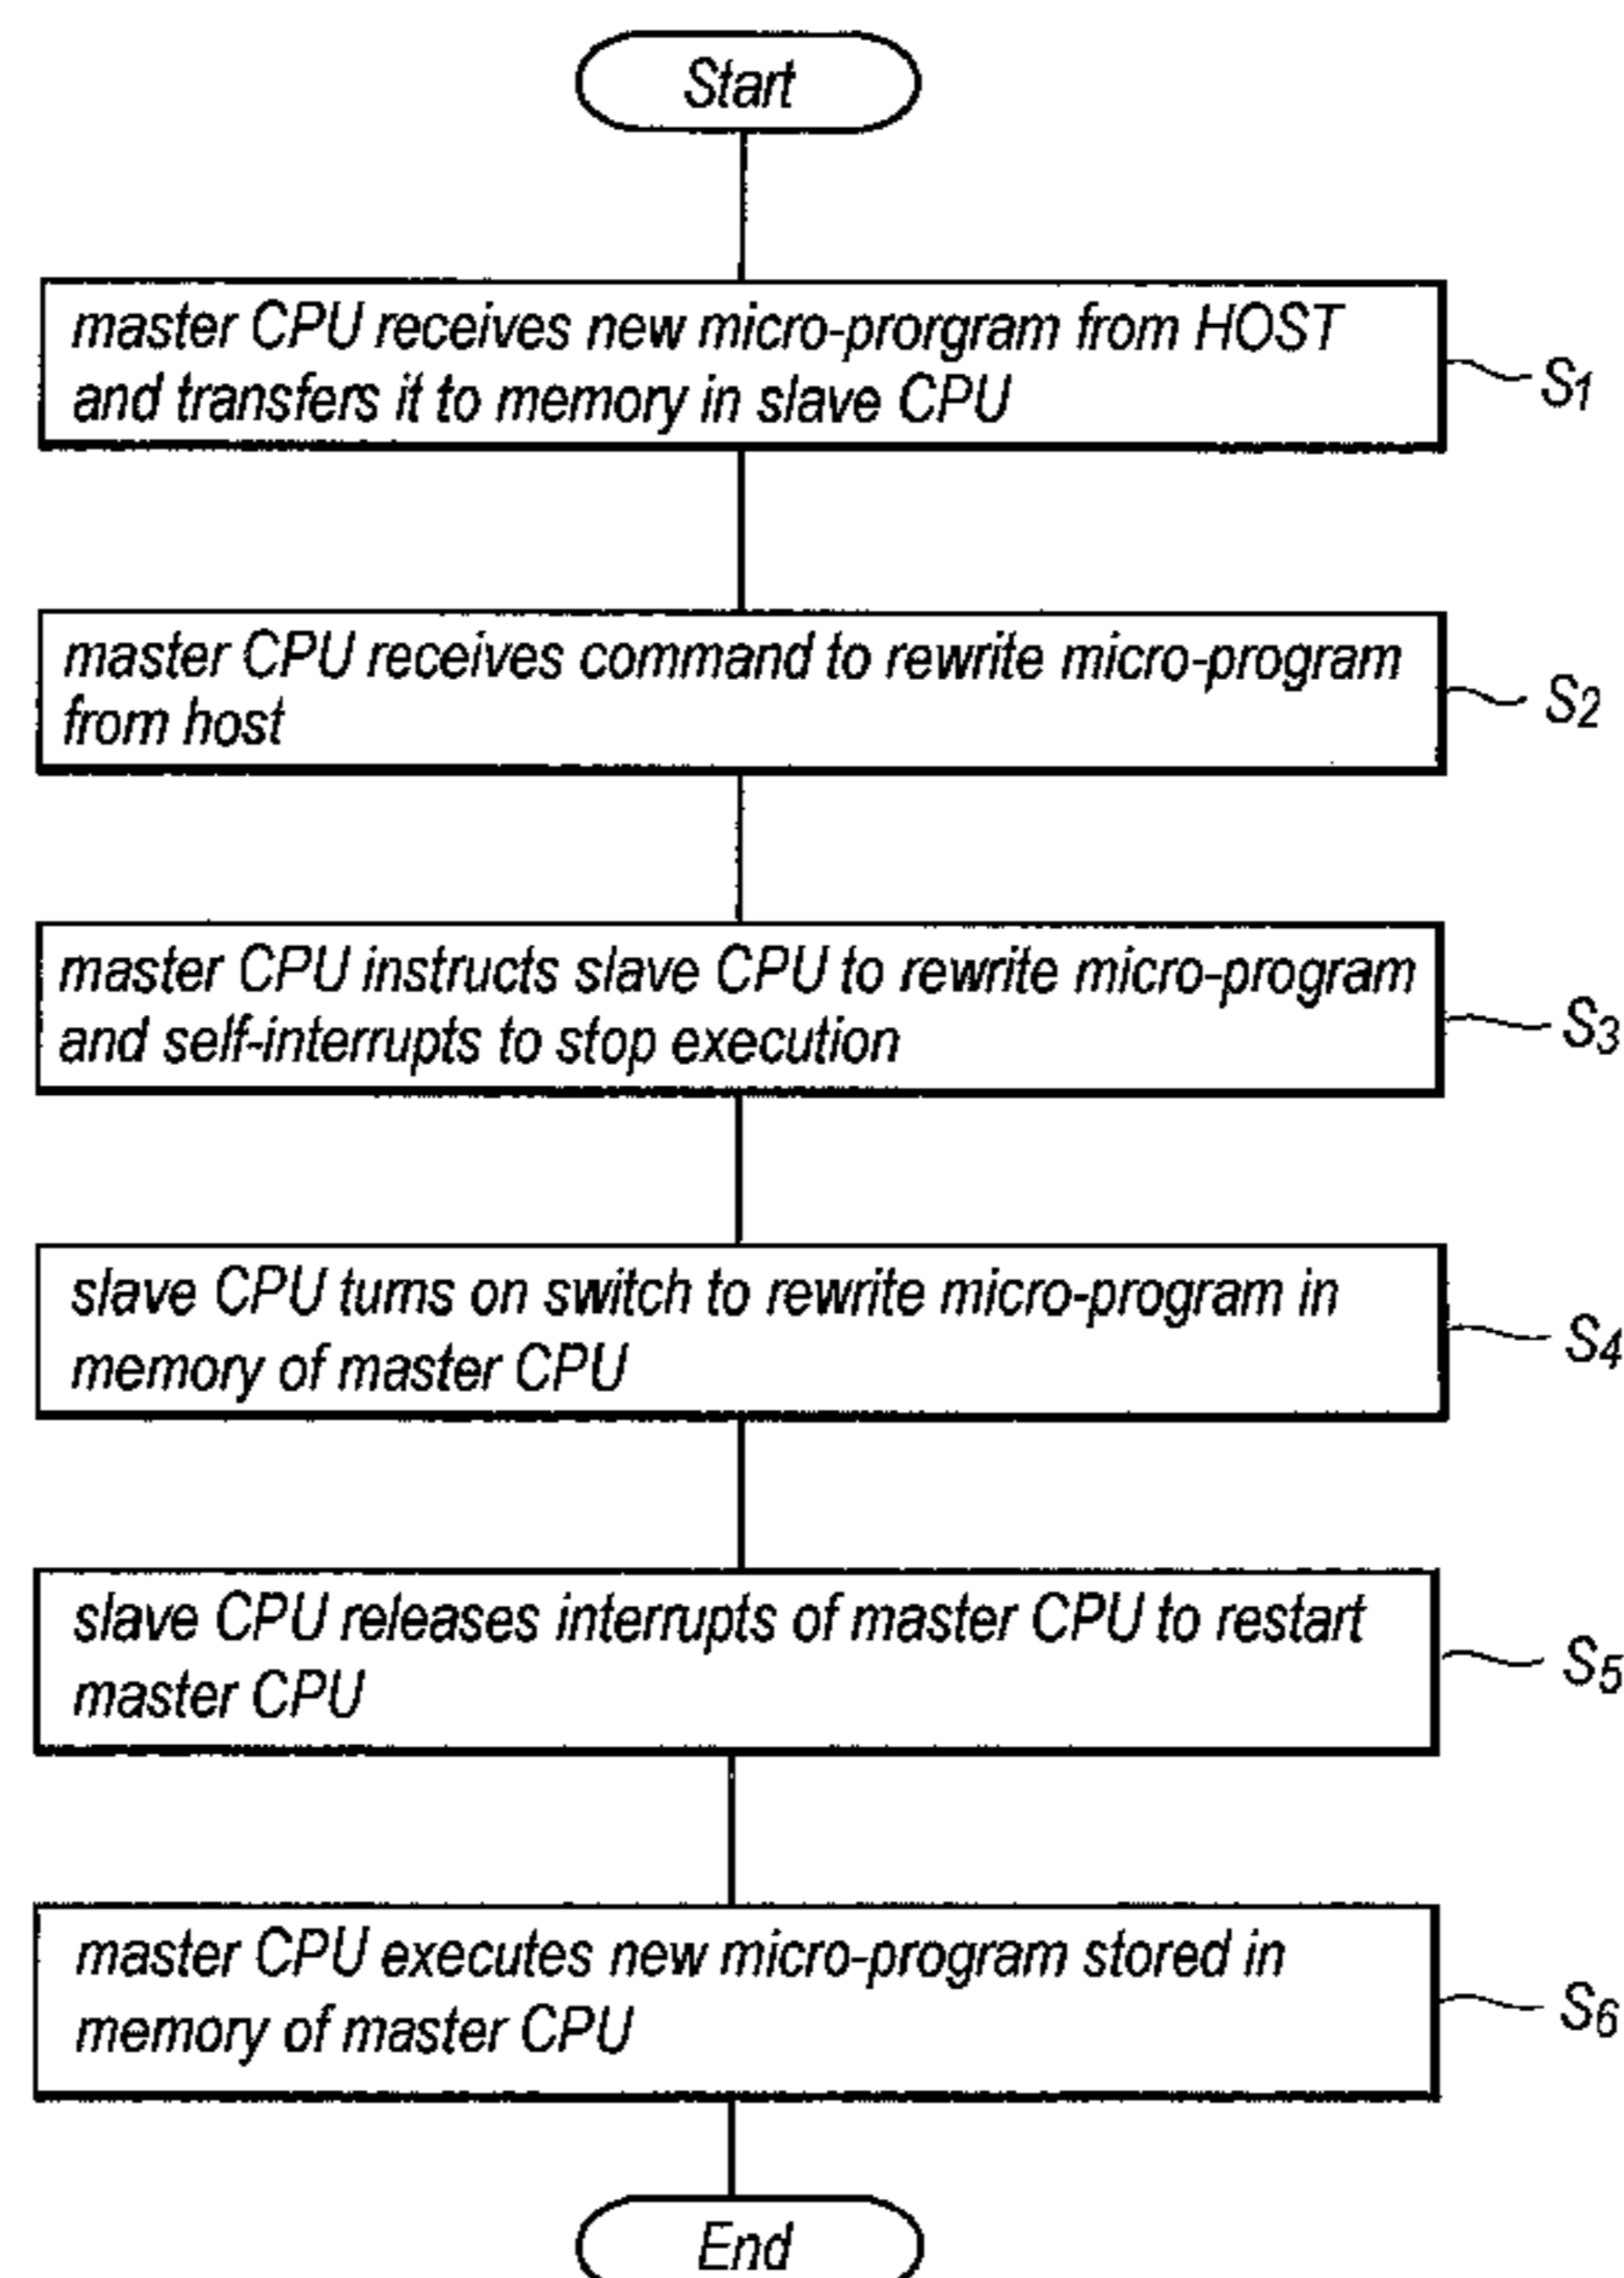 Start
master CPU receives new micro-prorgram from HOST
and transfers it to memory in slave CPU
S1
master CPU receives command to rewrite micro-program
from host
S2
master CPU instructs slave CPU to rewrite micro-program
and self-interrupts to stop execution
S3
slave CPU turns on switch to rewrite micro-program in
memory of master CPU
S4
slave CPU releases interrupts of master CPU to restart
master CPU
S5
master CPU executes new micro-program stored in
memory of master CPU
S6
End